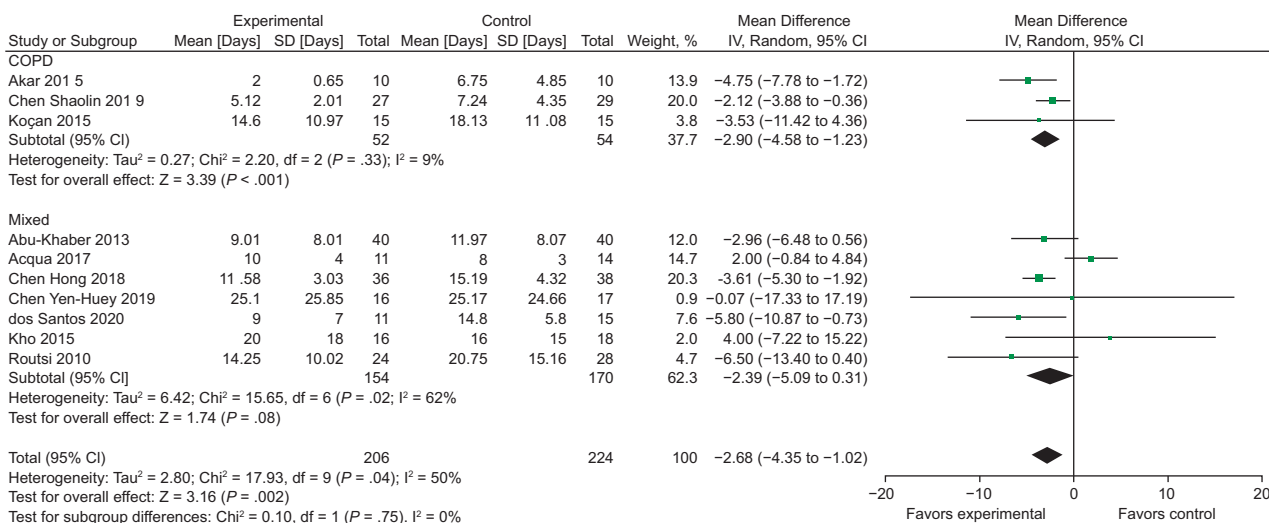 Experimental Control Mean Difference Mean Difference
Study or Subgroup Mean [Days] SD [Days] Total Mean [Days] SD [Days] Total Weight, % IV, Random, 95% CI IV, Random, 95% CI
COPD
Akar 201 5 2 0.65 10 6.75 4.85 10 13.9 −4.75 (−7.78 to −1.72)
Chen Shaolin 201 9 5.12 2.01 27 7.24 4.35 29 20.0 −2.12 (−3.88 to −0.36)
Koçan 2015 14.6 10.97 15 18.13 11 .08 15 3.8 −3.53 (−11.42 to 4.36)
Subtotal (95% CI) 52 54 37.7 −2.90 (−4.58 to −1.23)
Heterogeneity: Tau² = 0.27; Chi² = 2.20, df = 2 (P = .33); I² = 9%
Test for overall effect: Z = 3.39 (P < .001)
Mixed
Abu-Khaber 2013 9.01 8.01 40 11.97 8.07 40 12.0 −2.96 (−6.48 to 0.56)
Acqua 2017 10 4 11 8 3 14 14.7 2.00 (−0.84 to 4.84)
Chen Hong 2018 11 .58 3.03 36 15.19 4.32 38 20.3 −3.61 (−5.30 to −1.92)
Chen Yen-Huey 2019 25.1 25.85 16 25.17 24.66 17 0.9 −0.07 (−17.33 to 17.19)
dos Santos 2020 9 7 11 14.8 5.8 15 7.6 −5.80 (−10.87 to −0.73)
Kho 2015 20 18 16 16 15 18 2.0 4.00 (−7.22 to 15.22)
Routsi 2010 14.25 10.02 24 20.75 15.16 28 4.7 −6.50 (−13.40 to 0.40)
Subtotal (95% CI] 154 170 62.3 −2.39 (−5.09 to 0.31)
Heterogeneity: Tau² = 6.42; Chi² = 15.65, df = 6 (P = .02; I² = 62%
Test for overall effect: Z = 1.74 (P = .08)
Total (95% CI) 206 224 100 −2.68 (−4.35 to −1.02)
Heterogeneity: Tau² = 2.80; Chi² = 17.93, df = 9 (P = .04); I² = 50%
Test for overall effect: Z = 3.16 (P = .002)
Test for subgroup differences: Chi² = 0.10, df = 1 (P = .75). I² = 0%
−20 −10 0 10 20
Favors experimental Favors control